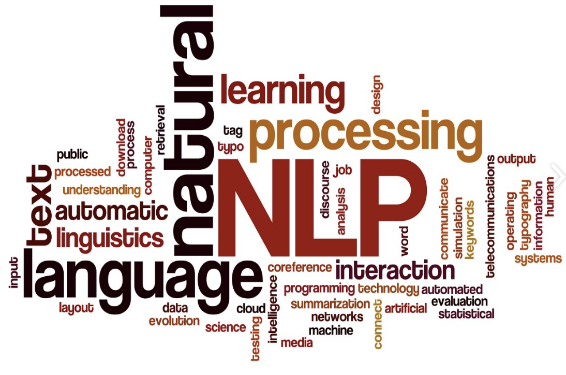 natural
learning
design
retrieval
download
process
computer
tag
typo
processing
public
processed
understanding
text
automatic
linguistics
NLP
discourse
job
analysis
word
communicate
simulation
keywords
telecommunications
output
operating
typography
information
human
systems
input
language
coreference
interaction
programming
technology
automated
layout
data
evolution
cloud
science
testing
intelligence
summarization
networks
machine
media
connect
artificial
evaluation
statistical